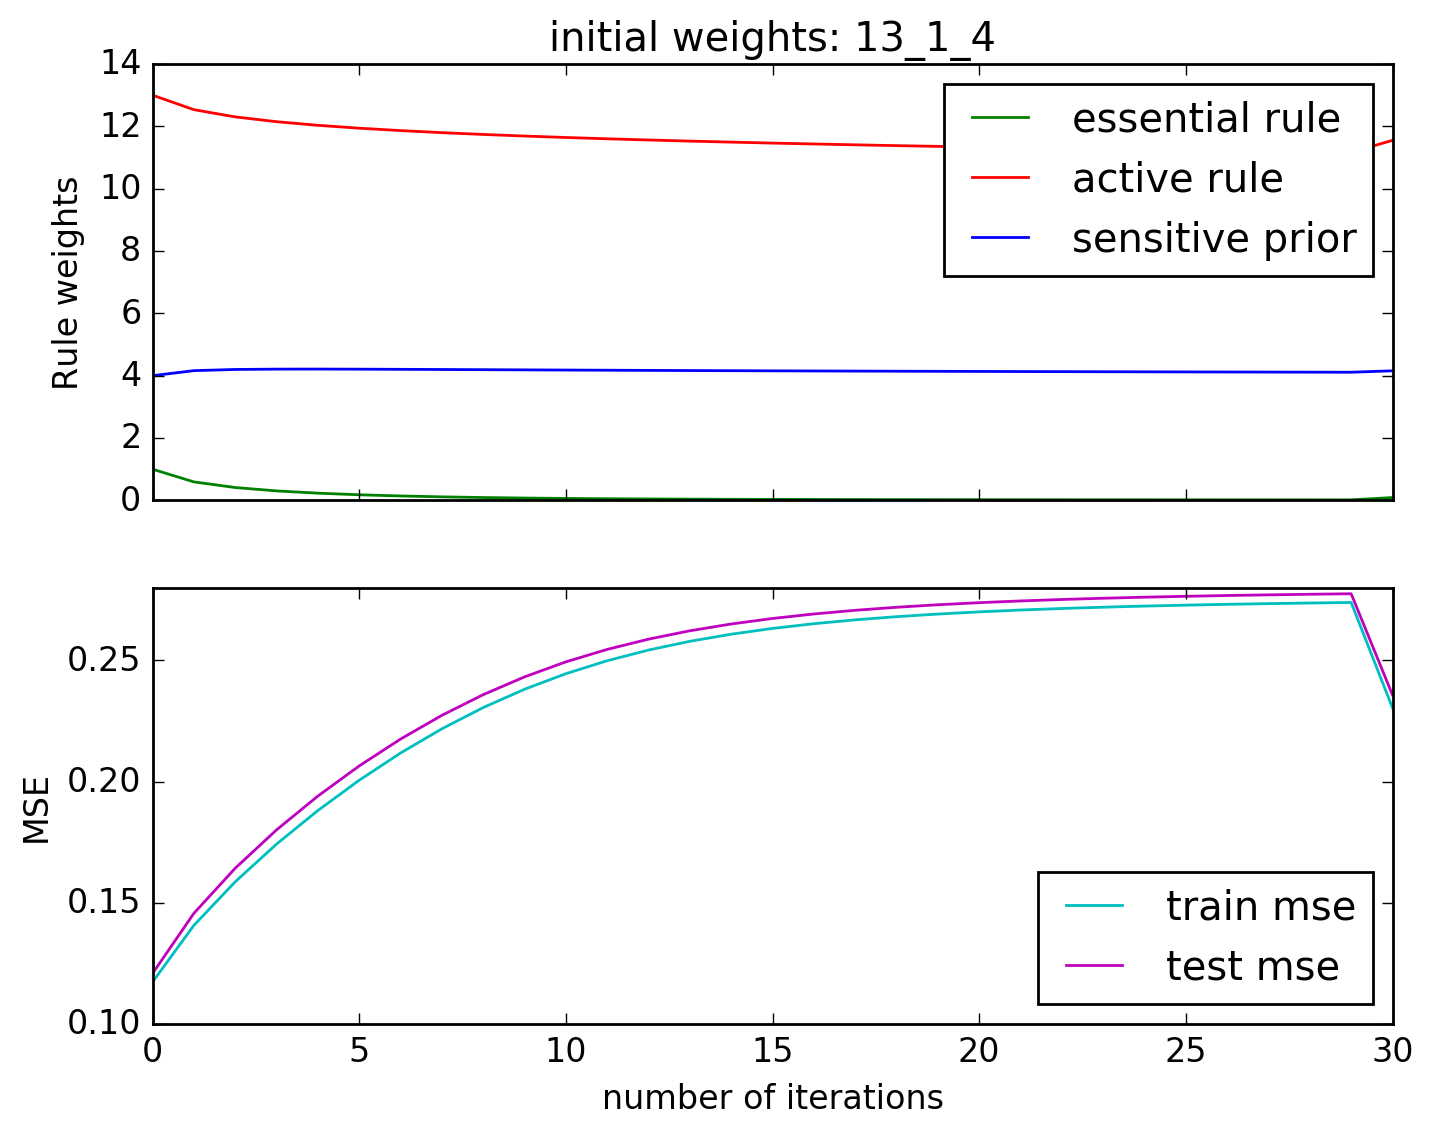 initial weights: 13_1_4
14
12
10
8
6
4
2
0
Rule weights
essential rule
active rule
sensitive prior
0.25
0.20
0.15
0.10
MSE
train mse
test mse
0 5 10 15 20 25 30
number of iterations